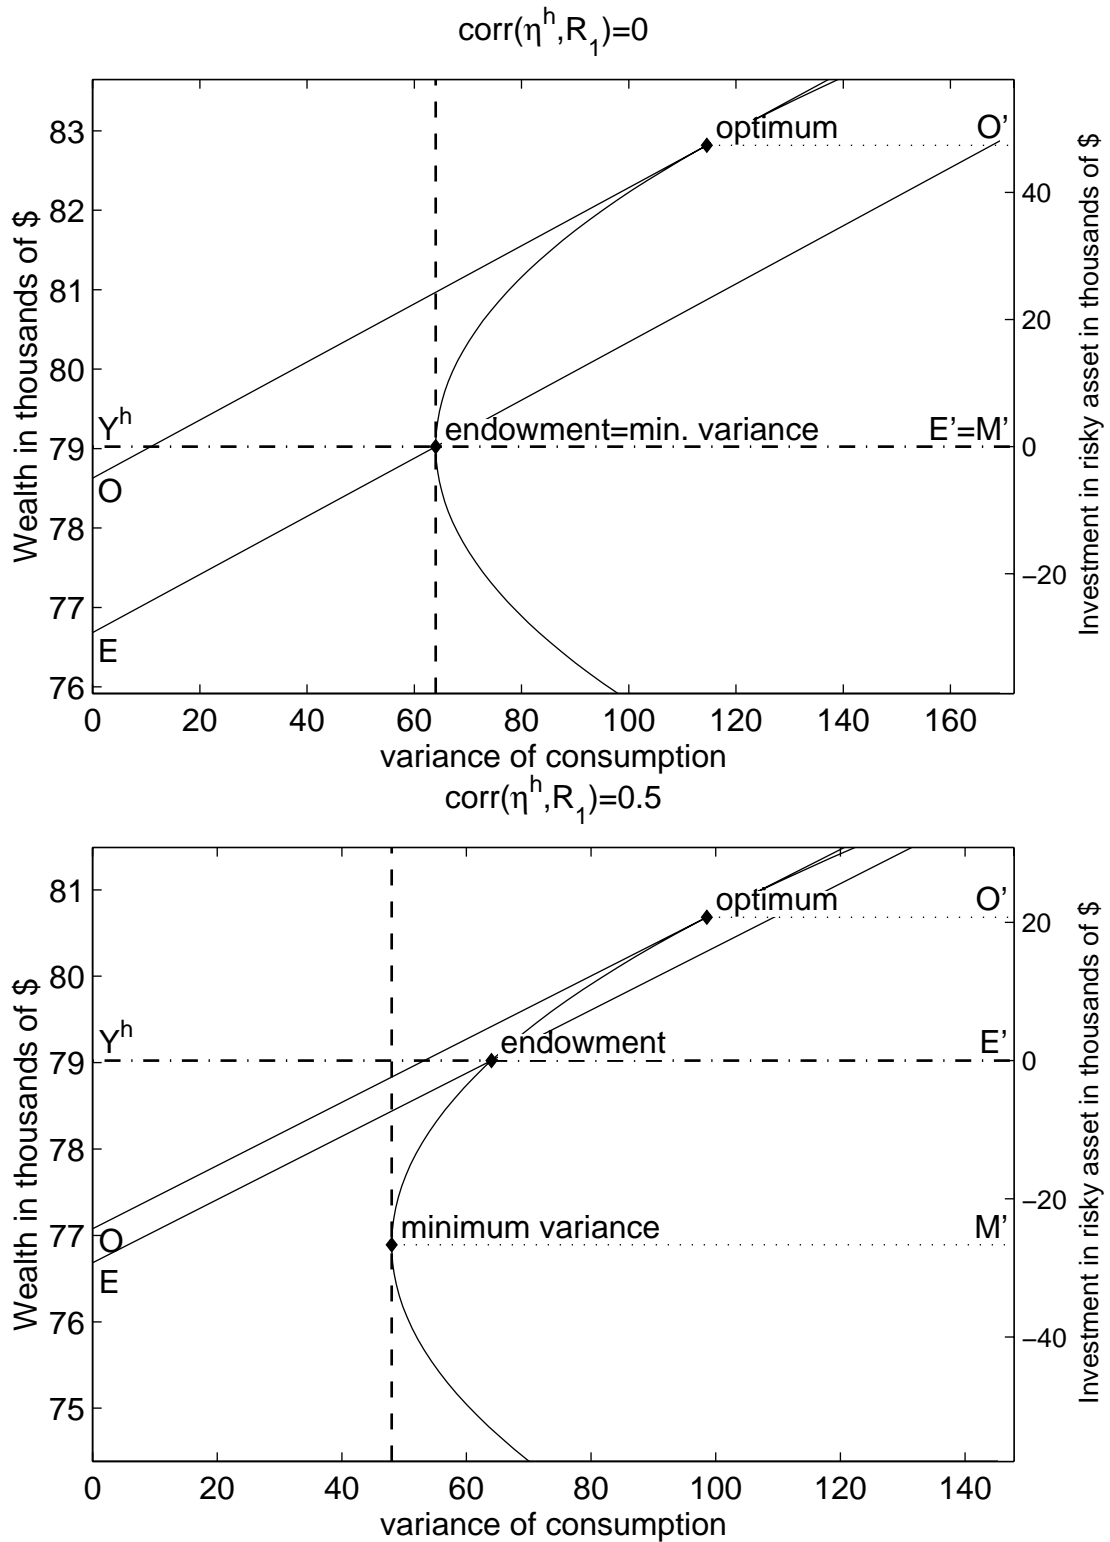 corr(η^h,R_1)=0
Wealth in thousands of $
83
82
81
80
79
78
77
76
optimum
O’
Y^h
endowment=min. variance
E’=M’
O
E
40
20
0
−20
Investment in risky asset in thousands of $
0 20 40 60 80 100 120 140 160
variance of consumption
corr(η^h,R_1)=0.5
Wealth in thousands of $
81
80
79
78
77
76
75
optimum
O’
Y^h
endowment
E’
minimum variance
M’
O
E
20
0
−20
−40
Investment in risky asset in thousands of $
0 20 40 60 80 100 120 140
variance of consumption